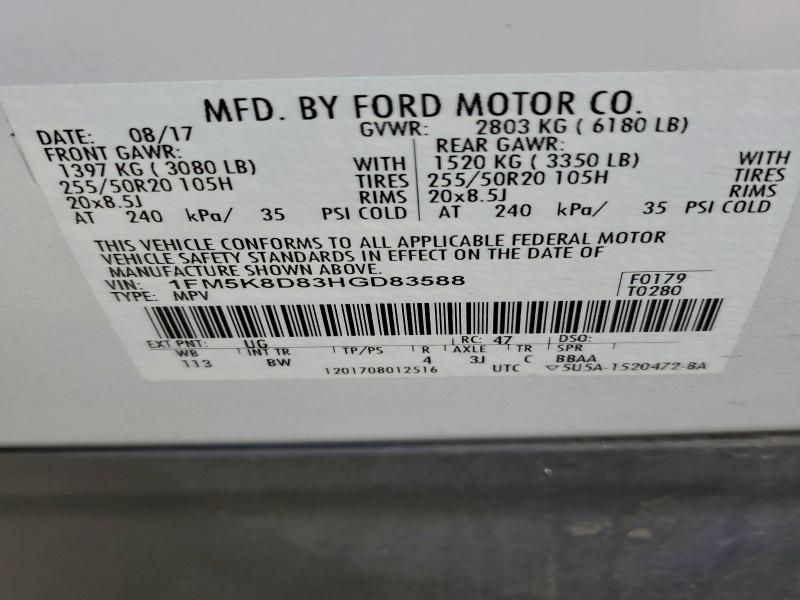 MFD. BY FORD MOTOR CO.
DATE: 08/17 GVWR: 2803 KG ( 6180 LB)
FRONT GAWR: REAR GAWR:
1397 KG ( 3080 LB) WITH 1520 KG ( 3350 LB) WITH
255/50R20 105H TIRES 255/50R20 105H TIRES
20x8.5J RIMS 20x8.5J RIMS
AT 240 kPa/ 35 PSI COLD AT 240 kPa/ 35 PSI COLD
THIS VEHICLE CONFORMS TO ALL APPLICABLE FEDERAL MOTOR
VEHICLE SAFETY STANDARDS IN EFFECT ON THE DATE OF
MANUFACTURE SHOWN ABOVE.
VIN: 1FM5K8D83HGD83588 F0179
TYPE: MPV T0280
EXT PNT: UG RC: 47 DSO:
WB INT TR TP/PS R AXLE TR SPR
113 BW 4 3J C BBAA
1201708012516 UTC ▽5U5A-1520472-BA